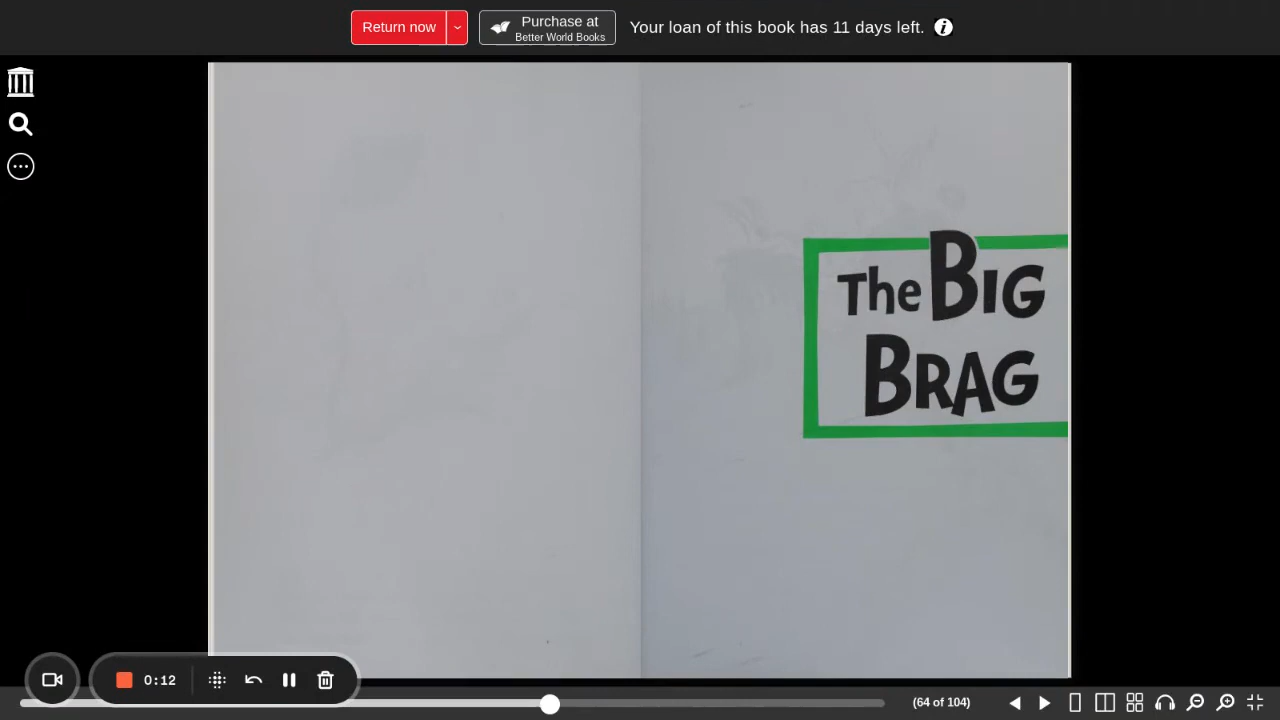 Return now
Purchase at
Better World Books
Your loan of this book has 11 days left.
The BIG
BRAG
0:12
(64 of 104)